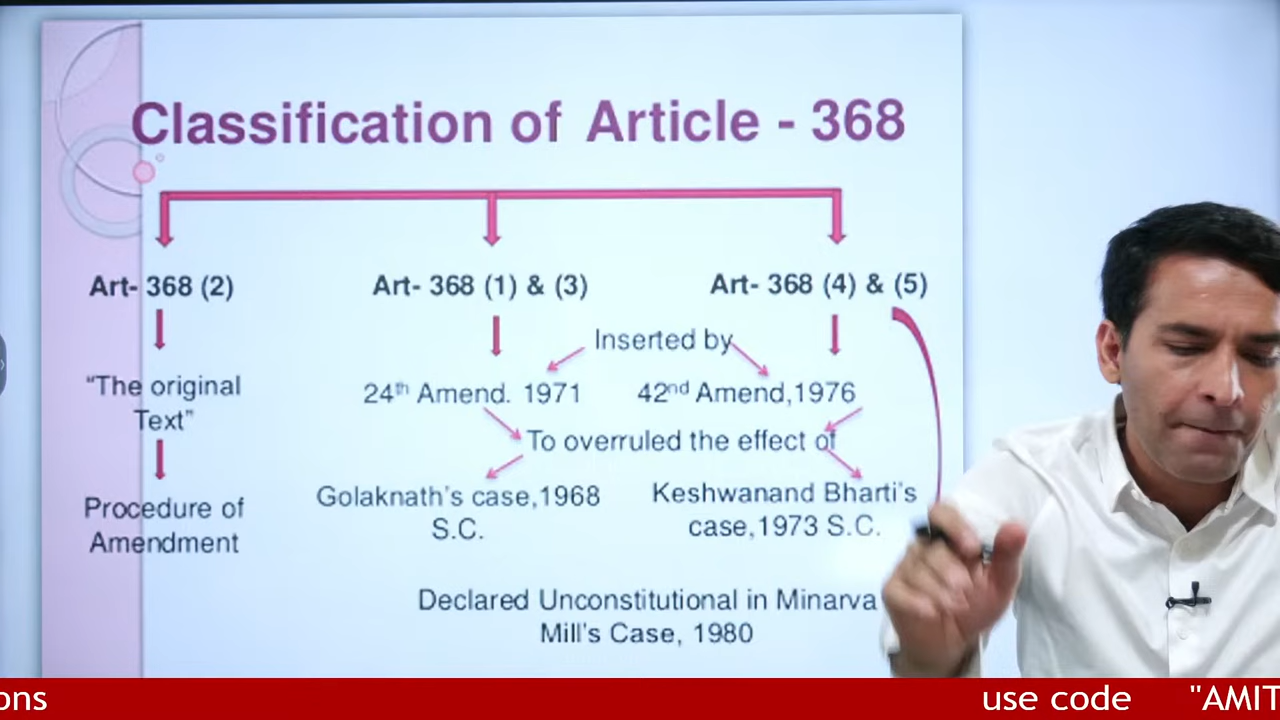 Classification of Article - 368
Art- 368 (2)
Art- 368 (1) & (3)
Art- 368 (4) & (5)
Inserted by
"The original
Text"
24th Amend. 1971
42nd Amend,1976
To overruled the effect of
Procedure of
Amendment
Golaknath's case,1968
S.C.
Keshwanand Bharti's
case,1973 S.C.
Declared Unconstitutional in Minarva
Mill's Case, 1980
ons use code "AMIT